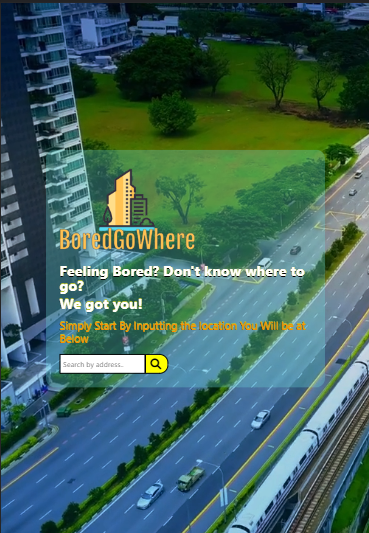 BoredGoWhere
Feeling Bored? Don't know where to
go?
We got you!
Simply Start By Inputting the location You Will be at
Below
Search by address..